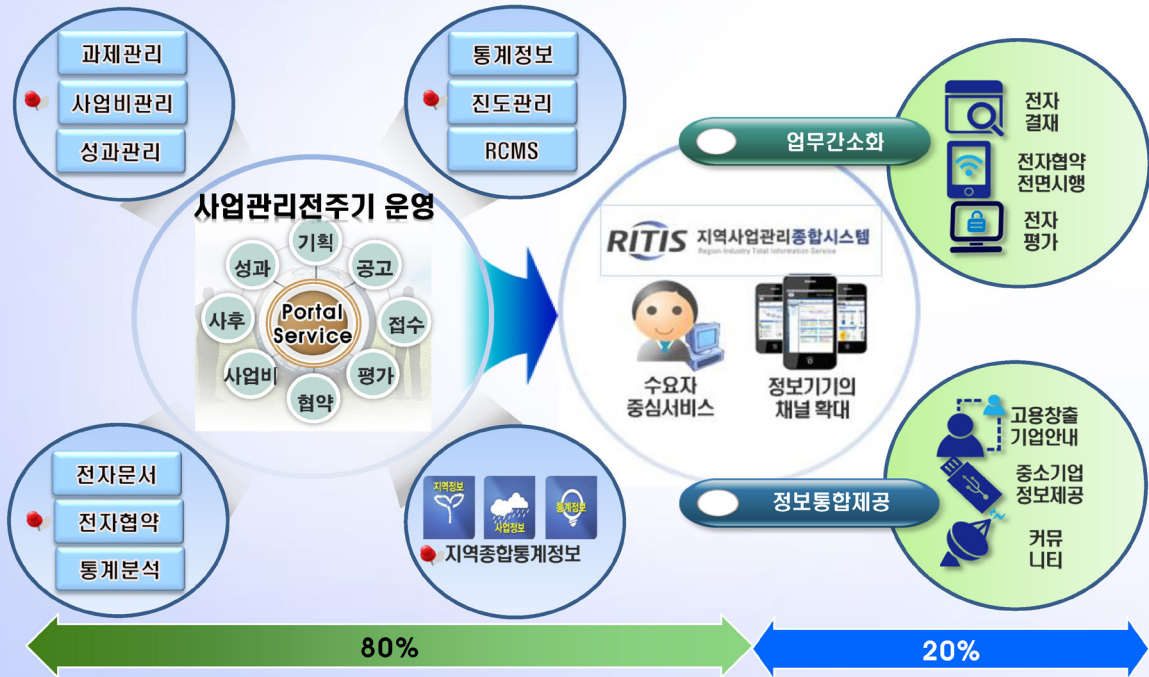 과제관리
사업비관리
성과관리
통계정보
진도관리
RCMS
사업관리전주기 운영
기획
공고
접수
평가
협약
사업비
사후
성과
Portal
Service
전자문서
전자협약
통계분석
지역정보
사업정보
통계정보
지역종합통계정보
RITIS 지역사업관리종합시스템
Region Industry Total Information Service
수요자
중심서비스
정보기기의
채널 확대
업무간소화
전자
결재
전자협약
전면시행
전자
평가
정보통합제공
고용창출
기업안내
중소기업
정보제공
커뮤
니티
80%
20%